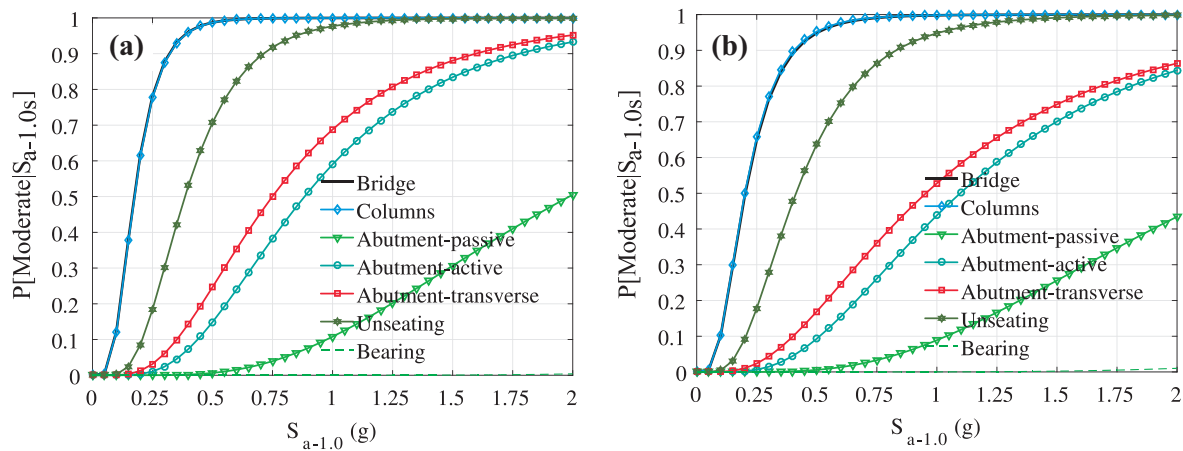 (a)
P[Moderate|Sa-1.0s]
1
0.9
0.8
0.7
0.6
0.5
0.4
0.3
0.2
0.1
0
Bridge
Columns
Abutment-passive
Abutment-active
Abutment-transverse
Unseating
Bearing
0 0.25 0.5 0.75 1 1.25 1.5 1.75 2
Sa-1.0 (g)
(b)
P[Moderate|Sa-1.0s]
1
0.9
0.8
0.7
0.6
0.5
0.4
0.3
0.2
0.1
0
Bridge
Columns
Abutment-passive
Abutment-active
Abutment-transverse
Unseating
Bearing
0 0.25 0.5 0.75 1 1.25 1.5 1.75 2
Sa-1.0 (g)